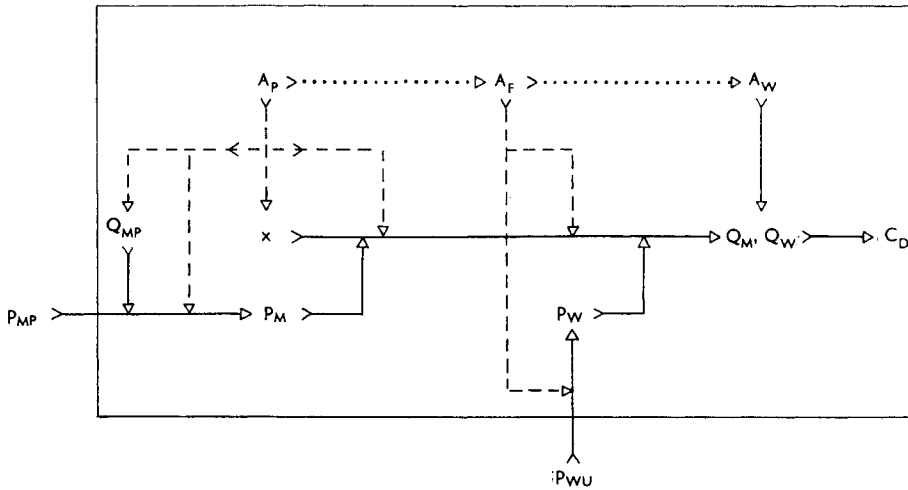 A_P A_F A_W
Q_MP x Q_M, Q_W C_D
P_MP P_M P_W
P_WU